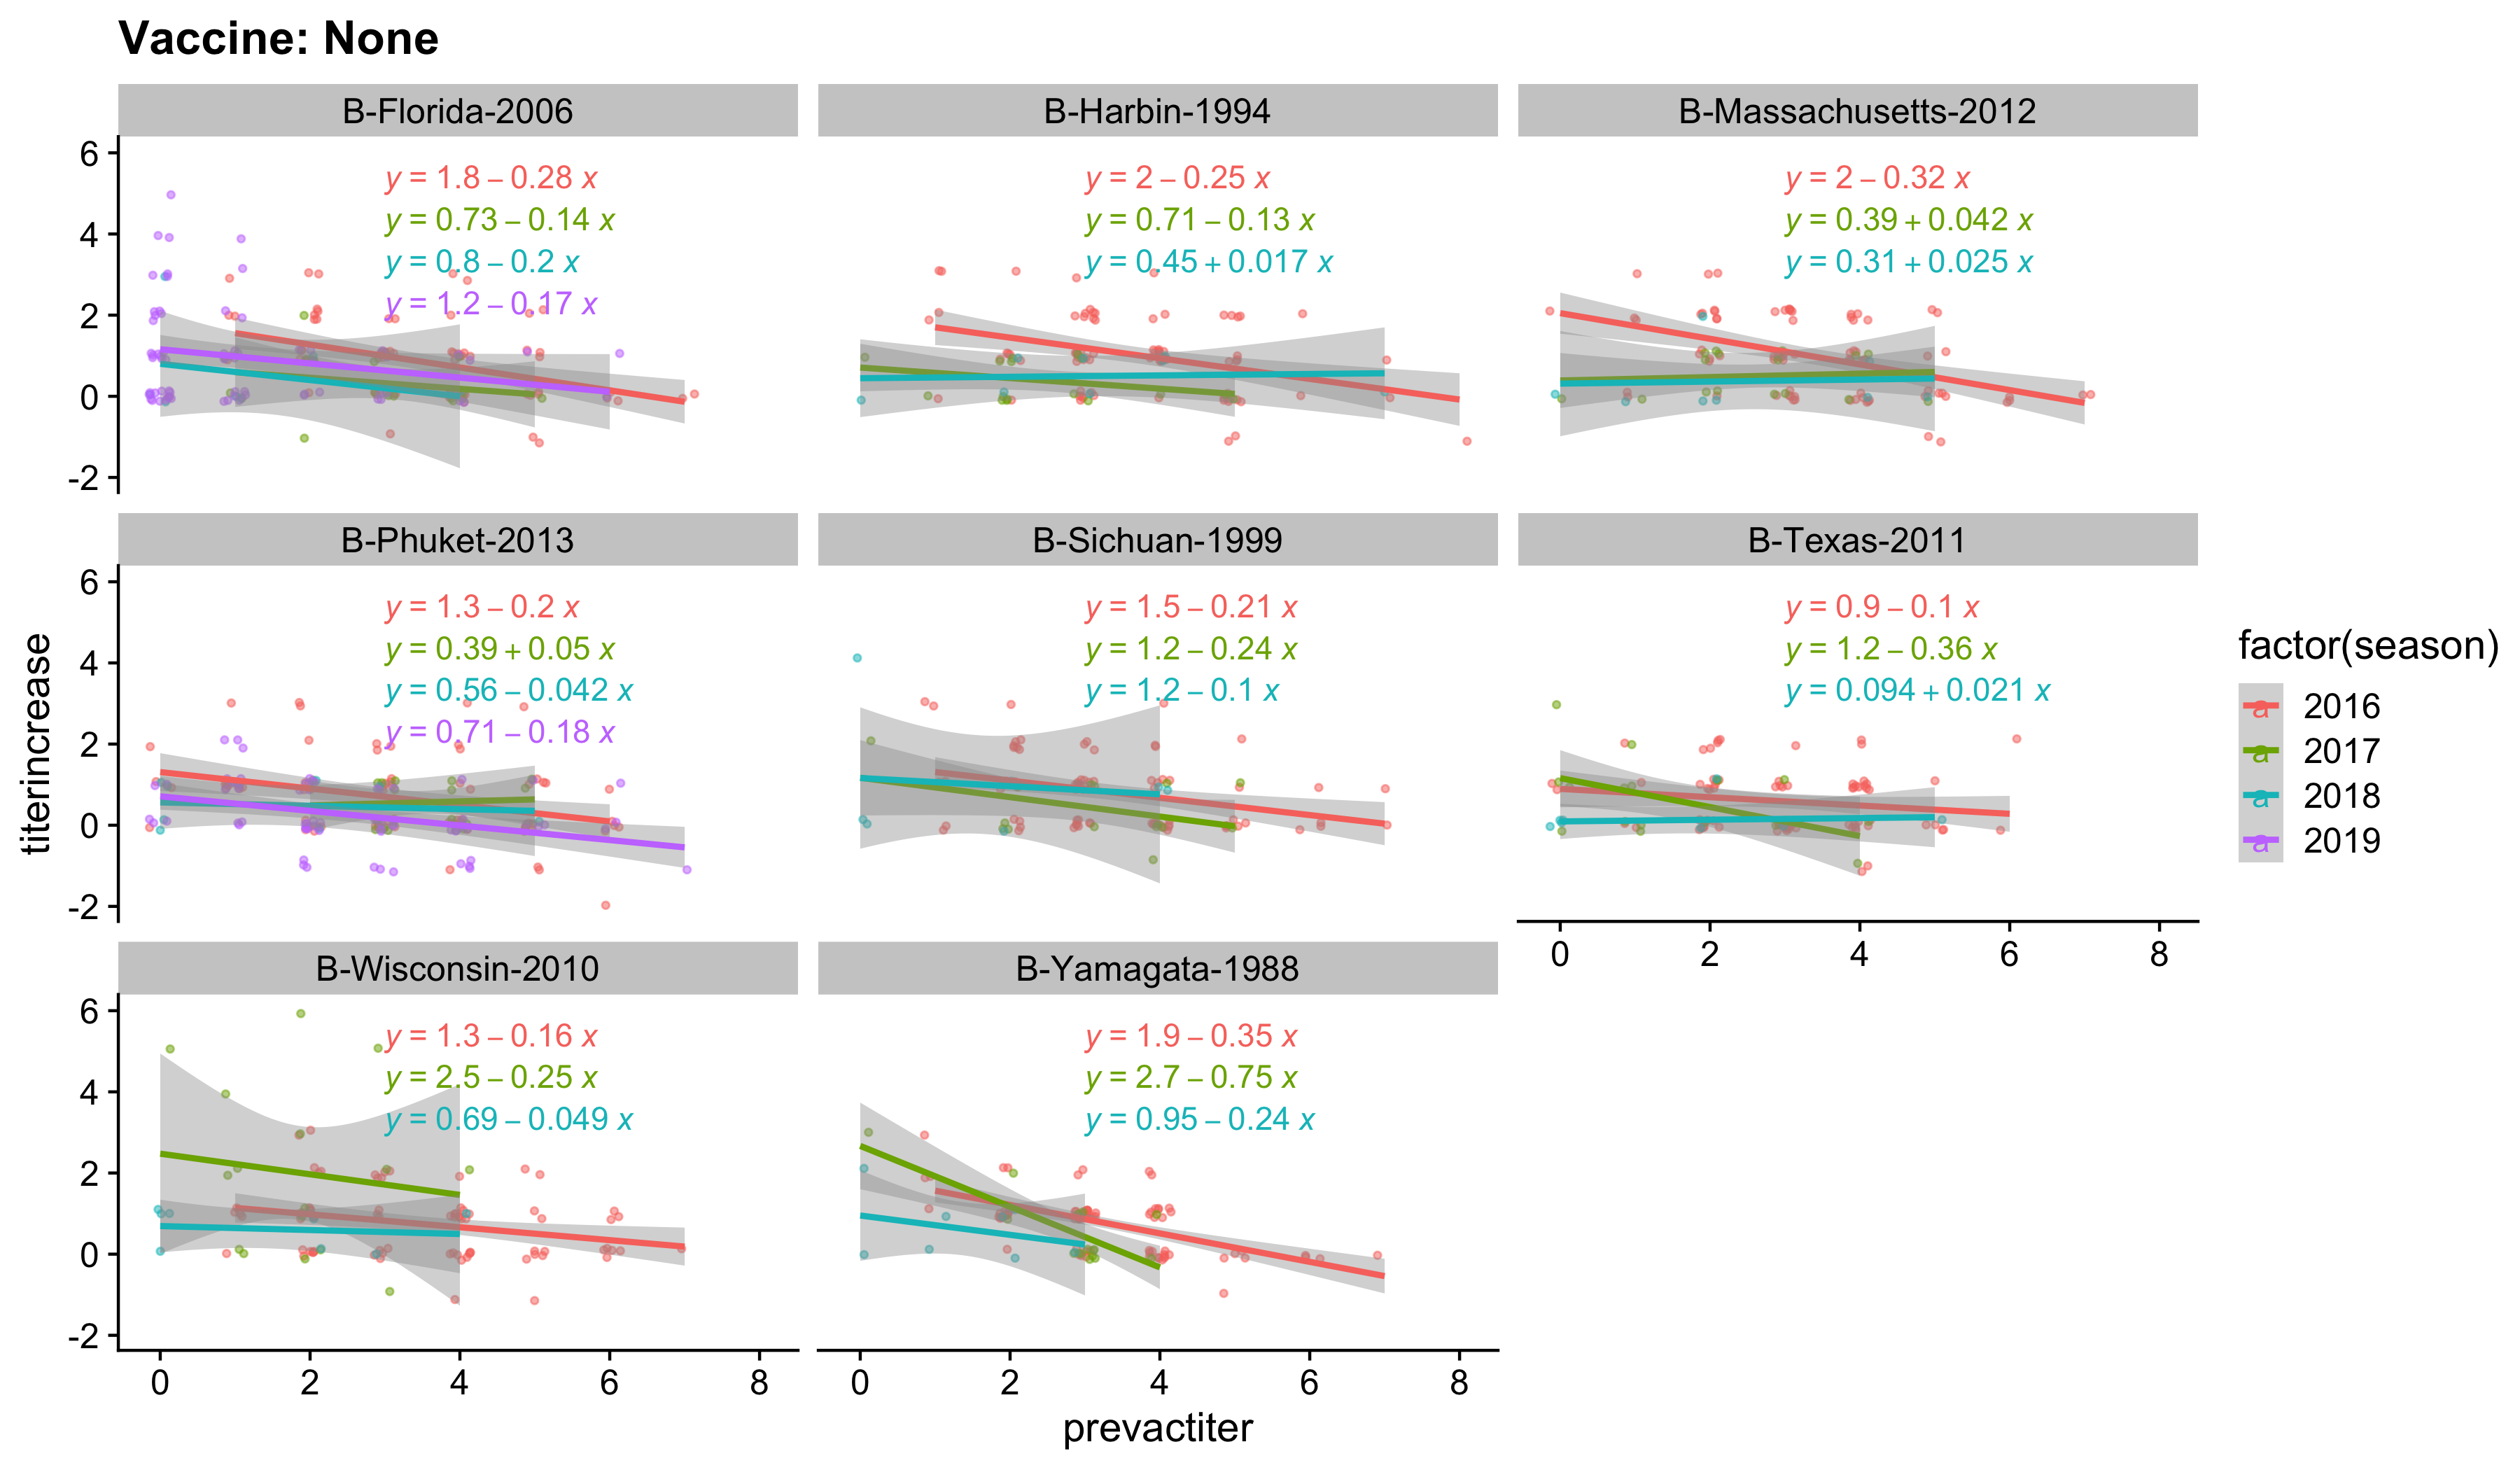 Vaccine: None
B-Florida-2006
B-Harbin-1994
B-Massachusetts-2012
6
4
2
0
-2
y = 1.8 – 0.28 x
y = 0.73 – 0.14 x
y = 0.8 – 0.2 x
y = 1.2 – 0.17 x
y = 2 – 0.25 x
y = 0.71 – 0.13 x
y = 0.45 + 0.017 x
y = 2 – 0.32 x
y = 0.39 + 0.042 x
y = 0.31 + 0.025 x
B-Phuket-2013
B-Sichuan-1999
B-Texas-2011
titerincrease
6
4
2
0
-2
y = 1.3 – 0.2 x
y = 0.39 + 0.05 x
y = 0.56 – 0.042 x
y = 0.71 – 0.18 x
y = 1.5 – 0.21 x
y = 1.2 – 0.24 x
y = 1.2 – 0.1 x
y = 0.9 – 0.1 x
y = 1.2 – 0.36 x
y = 0.094 + 0.021 x
0 2 4 6 8
factor(season)
a 2016
a 2017
a 2018
a 2019
B-Wisconsin-2010
B-Yamagata-1988
6
4
2
0
-2
y = 1.3 – 0.16 x
y = 2.5 – 0.25 x
y = 0.69 – 0.049 x
y = 1.9 – 0.35 x
y = 2.7 – 0.75 x
y = 0.95 – 0.24 x
0 2 4 6 8
0 2 4 6 8
prevactiter